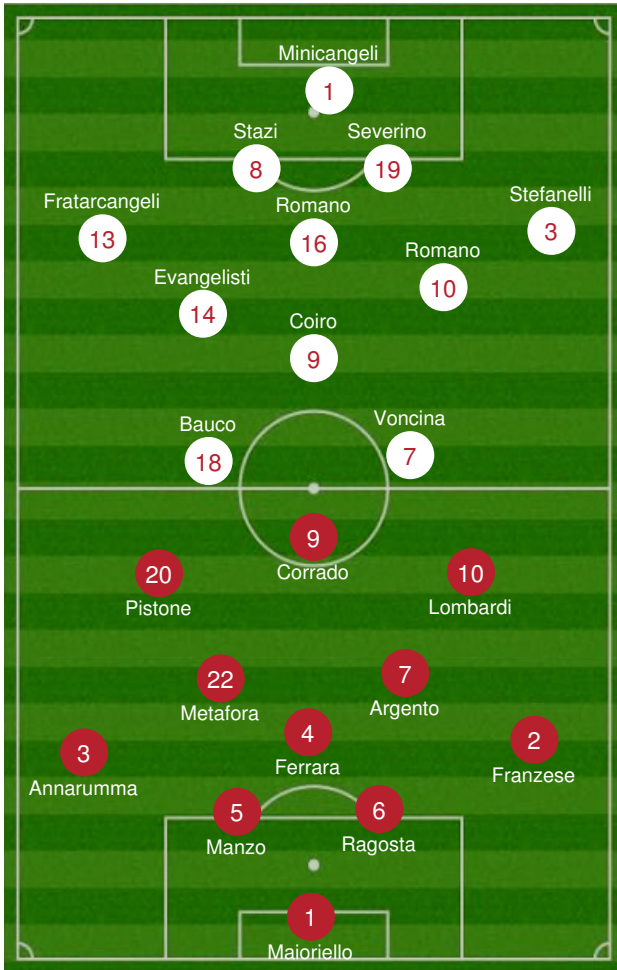 Minicangeli
1
Stazi
8
Severino
19
Fratarcangeli
13
Romano
16
Stefanelli
3
Evangelisti
14
Romano
10
Coiro
9
Bauco
18
Voncina
7
9
Corrado
20
Pistone
10
Lombardi
22
Metafora
7
Argento
3
Annarumma
4
Ferrara
2
Franzese
5
Manzo
6
Ragosta
1
Maioriello